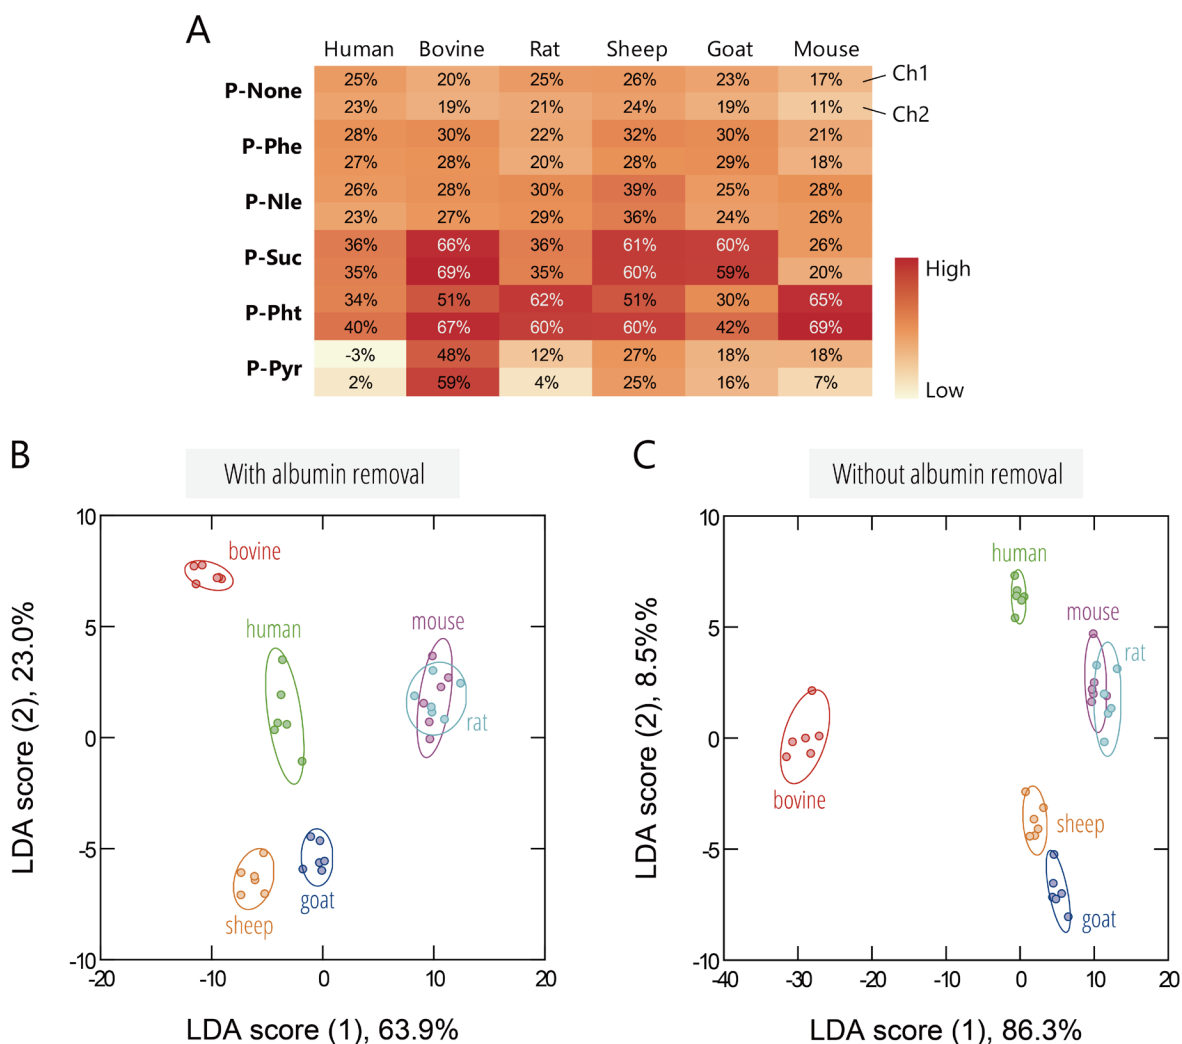 A
Human Bovine Rat Sheep Goat Mouse
P-None
25% 20% 25% 26% 23% 17% Ch1
23% 19% 21% 24% 19% 11% Ch2
P-Phe
28% 30% 22% 32% 30% 21%
27% 28% 20% 28% 29% 18%
P-Nle
26% 28% 30% 39% 25% 28%
23% 27% 29% 36% 24% 26%
P-Suc
36% 66% 36% 61% 60% 26%
35% 69% 35% 60% 59% 20%
P-Pht
34% 51% 62% 51% 30% 65%
40% 67% 60% 60% 42% 69%
P-Pyr
-3% 48% 12% 27% 18% 18%
2% 59% 4% 25% 16% 7%
High
Low
B
With albumin removal
10
5
0
-5
-10
-20 -10 0 10 20
LDA score (2), 23.0%
LDA score (1), 63.9%
bovine
human
mouse
rat
sheep
goat
C
Without albumin removal
10
5
0
-5
-10
-40 -30 -20 -10 0 10 20
LDA score (2), 8.5%%
LDA score (1), 86.3%
human
mouse
rat
bovine
sheep
goat